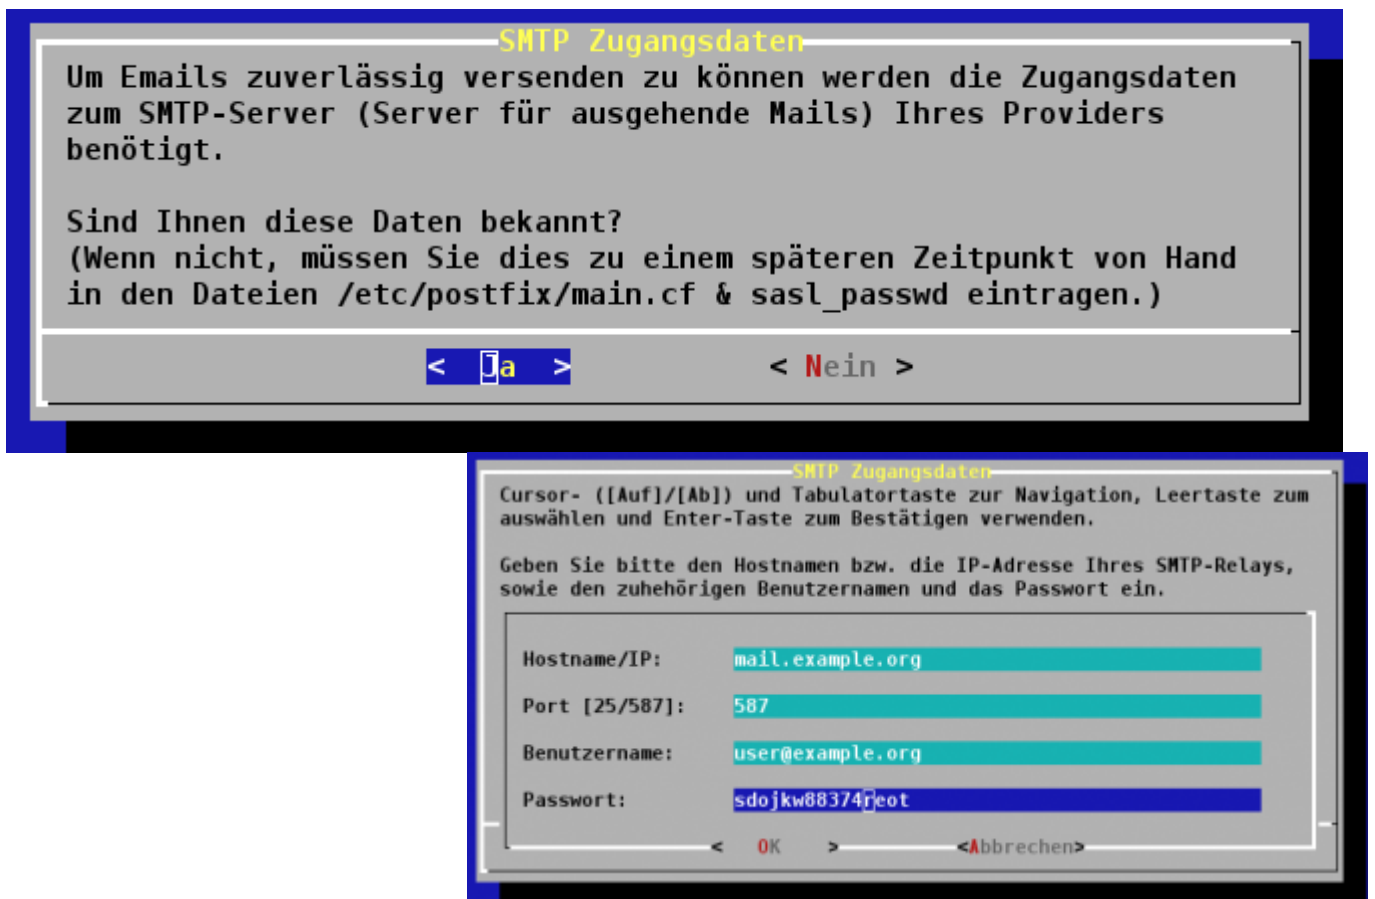 SMTP Zugangsdaten
Um Emails zuverlässig versenden zu können werden die Zugangsdaten
zum SMTP-Server (Server für ausgehende Mails) Ihres Providers
benötigt.
Sind Ihnen diese Daten bekannt?
(Wenn nicht, müssen Sie dies zu einem späteren Zeitpunkt von Hand
in den Dateien /etc/postfix/main.cf & sasl_passwd eintragen.)
< Ja > < Nein >
SMTP Zugangsdaten
Cursor- ([Auf]/[Ab]) und Tabulatortaste zur Navigation, Leertaste zum
auswählen und Enter-Taste zum Bestätigen verwenden.
Geben Sie bitte den Hostnamen bzw. die IP-Adresse Ihres SMTP-Relays,
sowie den zuhehörigen Benutzernamen und das Passwort ein.
Hostname/IP: mail.example.org
Port [25/587]: 587
Benutzername: user@example.org
Passwort: sdojkw88374reot
< OK > <Abbrechen>